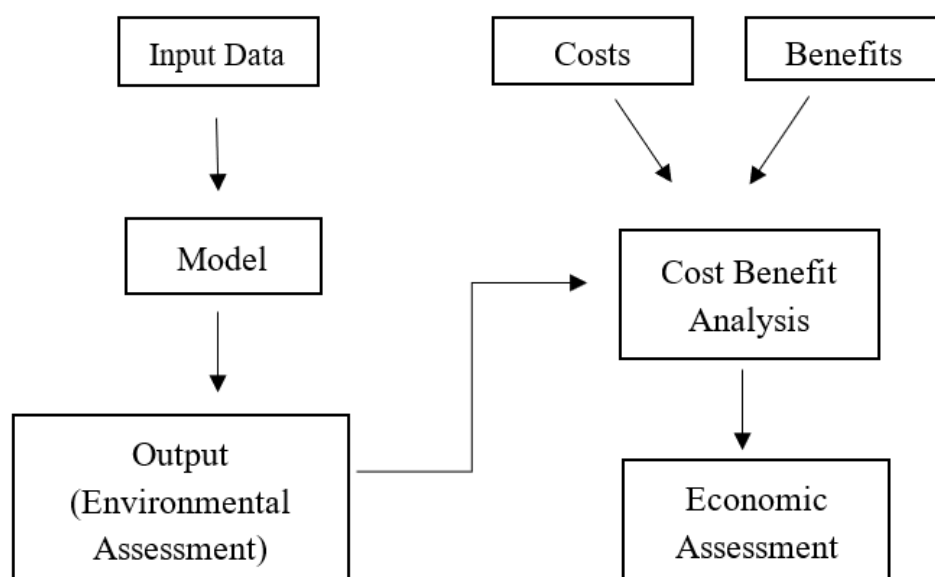 Input Data
Costs
Benefits
Model
Cost Benefit
Analysis
Output
(Environmental
Assessment)
Economic
Assessment